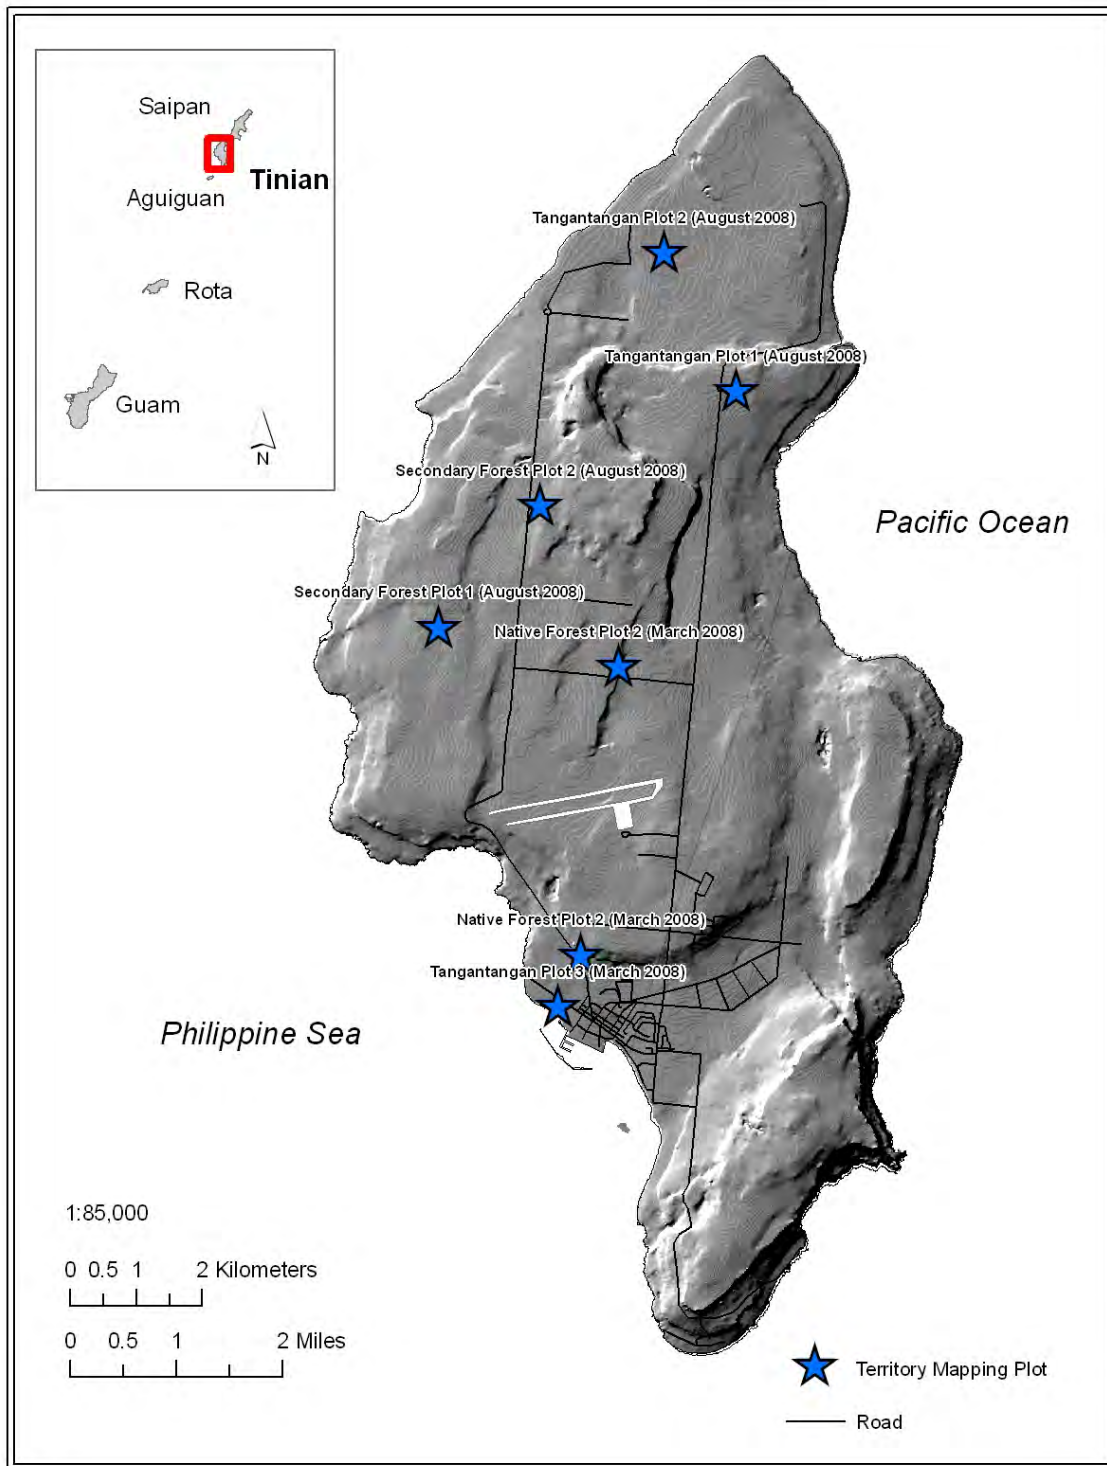 Saipan
Tinian
Aguiguan
Rota
Guam
N
Tangantangan Plot 2 (August 2008)
Tangantangan Plot 1 (August 2008)
Secondary Forest Plot 2 (August 2008)
Pacific Ocean
Secondary Forest Plot 1 (August 2008)
Native Forest Plot 2 (March 2008)
Native Forest Plot 2 (March 2008)
Tangantangan Plot 3 (March 2008)
Philippine Sea
1:85,000
0 0.5 1 2 Kilometers
0 0.5 1 2 Miles
Territory Mapping Plot
Road